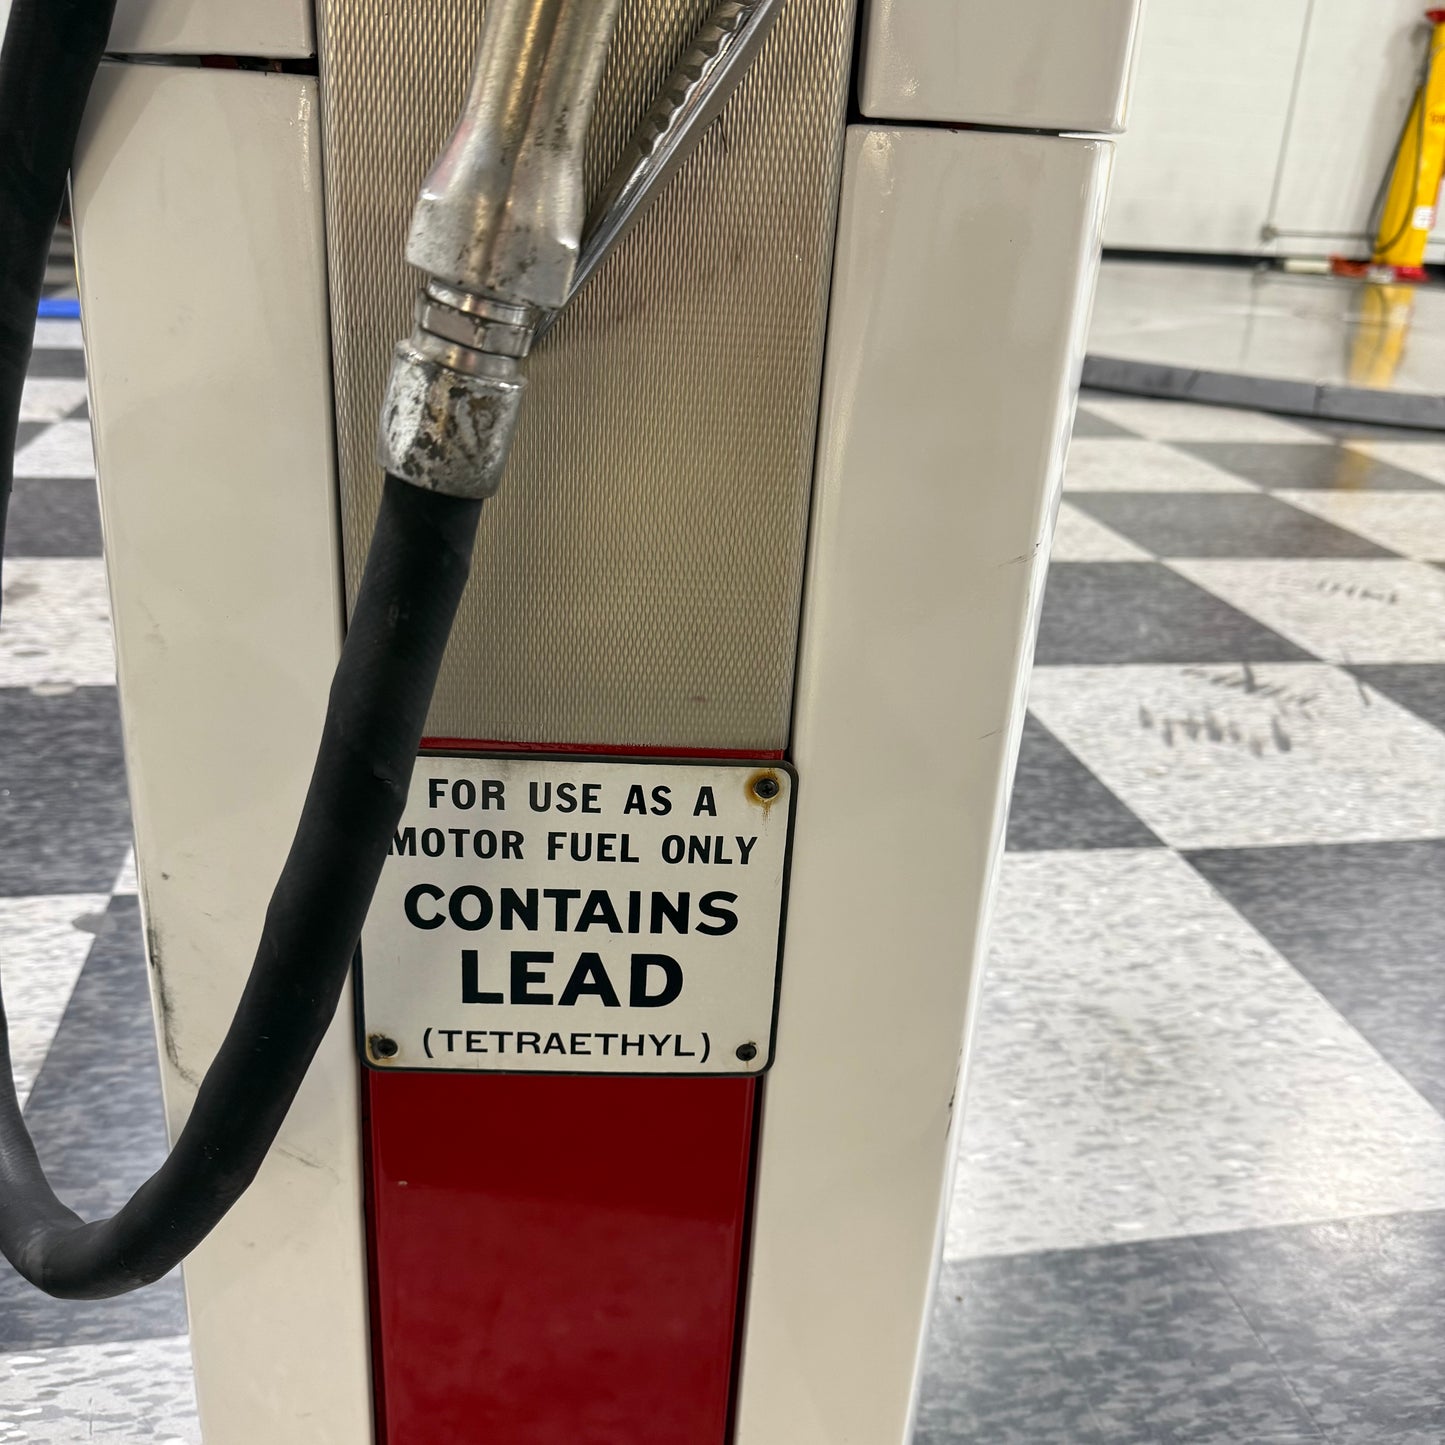 FOR USE AS A
MOTOR FUEL ONLY
CONTAINS
LEAD
(TETRAETHYL)